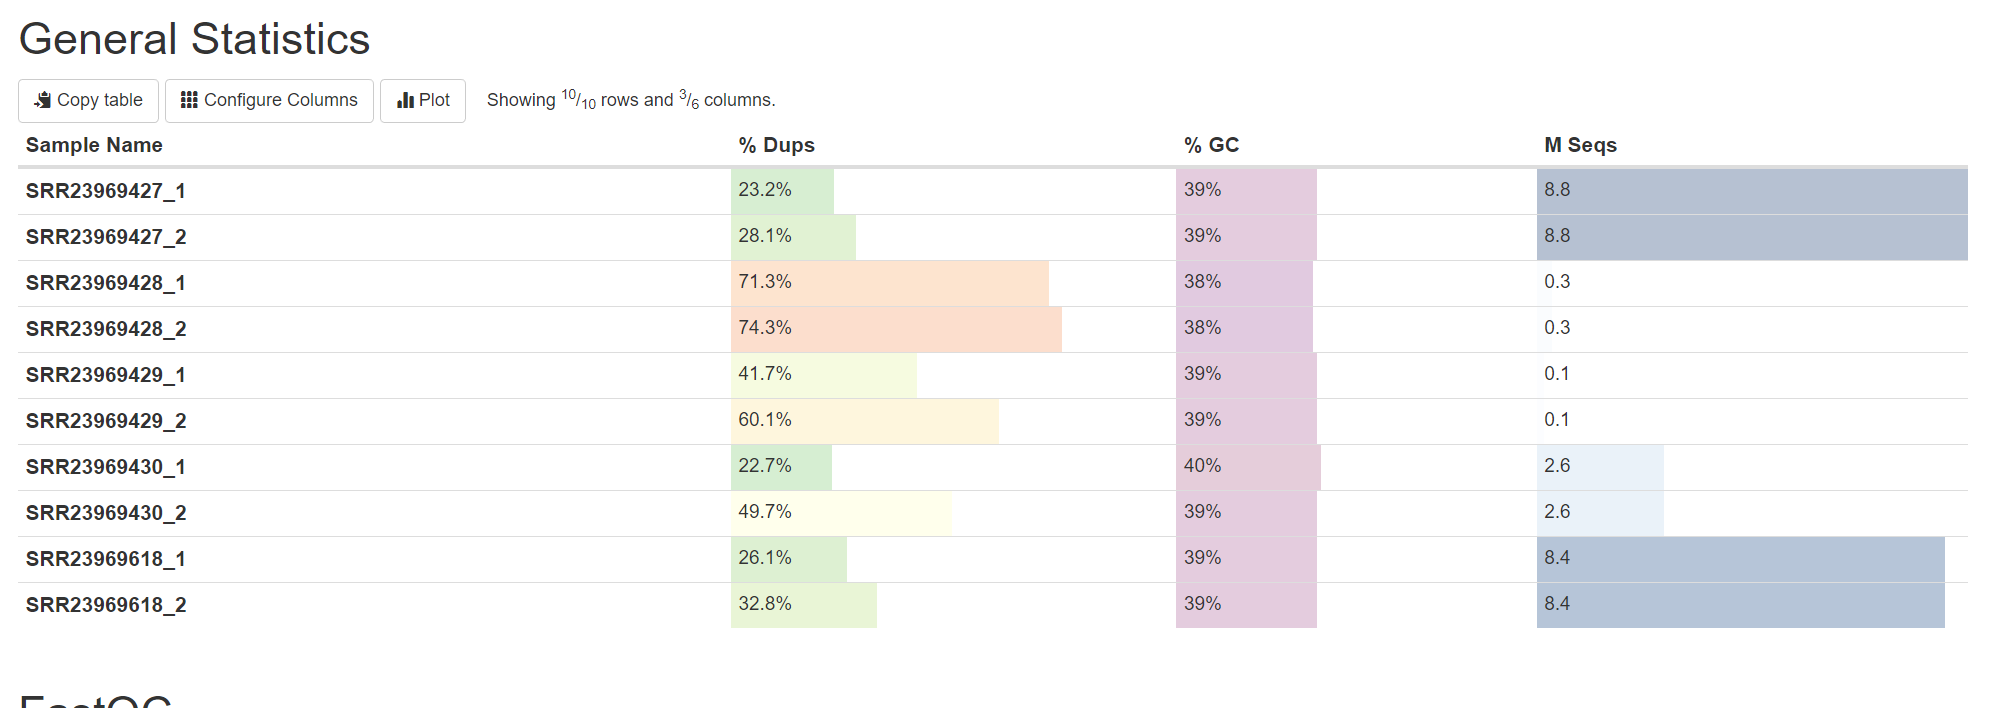 General Statistics
Copy table Configure Columns Plot Showing 10/10 rows and 3/6 columns.
Sample Name % Dups % GC M Seqs
SRR23969427_1 23.2% 39% 8.8
SRR23969427_2 28.1% 39% 8.8
SRR23969428_1 71.3% 38% 0.3
SRR23969428_2 74.3% 38% 0.3
SRR23969429_1 41.7% 39% 0.1
SRR23969429_2 60.1% 39% 0.1
SRR23969430_1 22.7% 40% 2.6
SRR23969430_2 49.7% 39% 2.6
SRR23969618_1 26.1% 39% 8.4
SRR23969618_2 32.8% 39% 8.4
FastQC